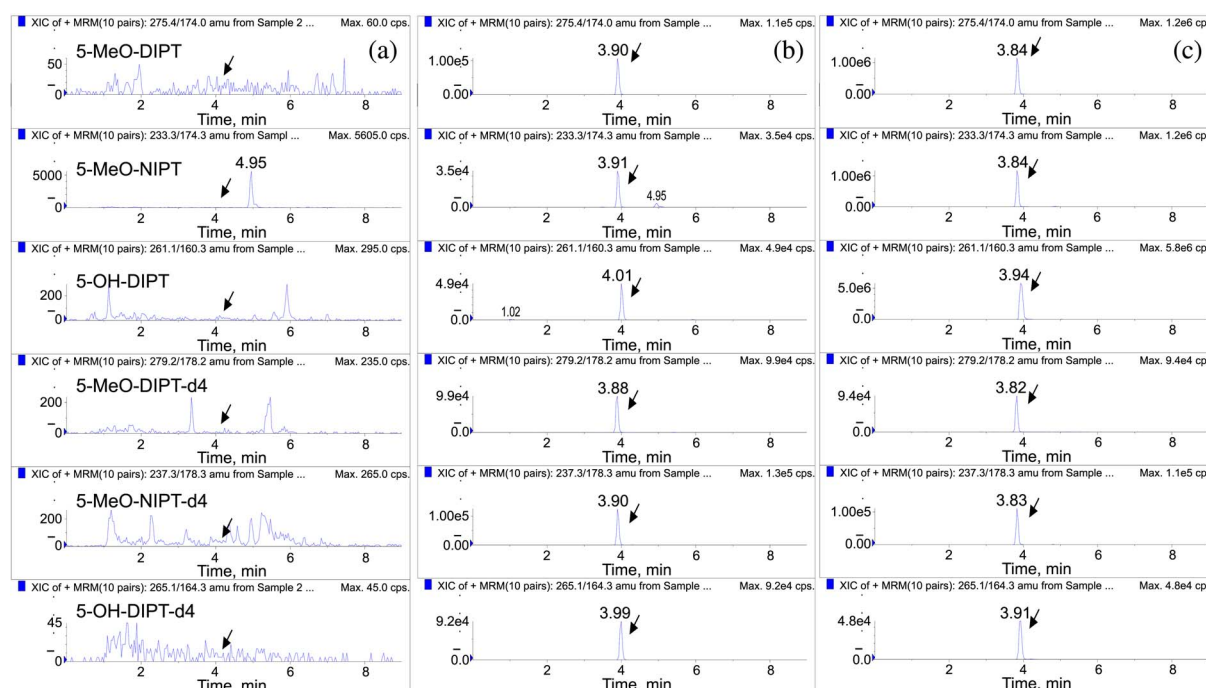 XIC of + MRM(10 pairs): 275.4/174.0 amu from Sample 2 ... Max. 60.0 cps.
5-MeO-DIPT
(a)
50
0
2 4 6 8
Time, min
XIC of + MRM(10 pairs): 233.3/174.3 amu from Sampl ... Max. 5605.0 cps.
5-MeO-NIPT
4.95
5000
0
2 4 6 8
Time, min
XIC of + MRM(10 pairs): 261.1/160.3 amu from Sample ... Max. 295.0 cps.
5-OH-DIPT
200
0
2 4 6 8
Time, min
XIC of + MRM(10 pairs): 279.2/178.2 amu from Sample ... Max. 235.0 cps.
5-MeO-DIPT-d4
200
0
2 4 6 8
Time, min
XIC of + MRM(10 pairs): 237.3/178.3 amu from Sample ... Max. 265.0 cps.
5-MeO-NIPT-d4
200
0
2 4 6 8
Time, min
XIC of + MRM(10 pairs): 265.1/164.3 amu from Sample 2 ... Max. 45.0 cps.
5-OH-DIPT-d4
45
0
2 4 6 8
Time, min
XIC of + MRM(10 pairs): 275.4/174.0 amu from Sample ... Max. 1.1e5 cps.
3.90
(b)
1.00e5
0.00
2 4 6 8
Time, min
XIC of + MRM(10 pairs): 233.3/174.3 amu from Sample ... Max. 3.5e4 cps.
3.91
4.95
3.5e4
0.0
2 4 6 8
Time, min
XIC of + MRM(10 pairs): 261.1/160.3 amu from Sample ... Max. 4.9e4 cps.
4.01
4.9e4
1.02
0.0
2 4 6 8
Time, min
XIC of + MRM(10 pairs): 279.2/178.2 amu from Sample ... Max. 9.9e4 cps.
3.88
9.9e4
0.0
2 4 6 8
Time, min
XIC of + MRM(10 pairs): 237.3/178.3 amu from Sample ... Max. 1.3e5 cps.
3.90
1.00e5
0.00
2 4 6 8
Time, min
XIC of + MRM(10 pairs): 265.1/164.3 amu from Sample ... Max. 9.2e4 cps.
3.99
9.2e4
0.0
2 4 6 8
Time, min
XIC of + MRM(10 pairs): 275.4/174.0 amu from Sample ... Max. 1.2e6 cps.
3.84
(c)
1.00e6
0.00
2 4 6 8
Time, min
XIC of + MRM(10 pairs): 233.3/174.3 amu from Sample ... Max. 1.2e6 cps.
3.84
1.00e6
0.00
2 4 6 8
Time, min
XIC of + MRM(10 pairs): 261.1/160.3 amu from Sample ... Max. 5.8e6 cps.
3.94
5.0e6
0.0
2 4 6 8
Time, min
XIC of + MRM(10 pairs): 279.2/178.2 amu from Sample ... Max. 9.4e4 cps.
3.82
9.4e4
0.0
2 4 6 8
Time, min
XIC of + MRM(10 pairs): 237.3/178.3 amu from Sample ... Max. 1.1e5 cps.
3.83
1.00e5
0.00
2 4 6 8
Time, min
XIC of + MRM(10 pairs): 265.1/164.3 amu from Sample ... Max. 4.8e4 cps.
3.91
4.8e4
0.0
2 4 6 8
Time, min